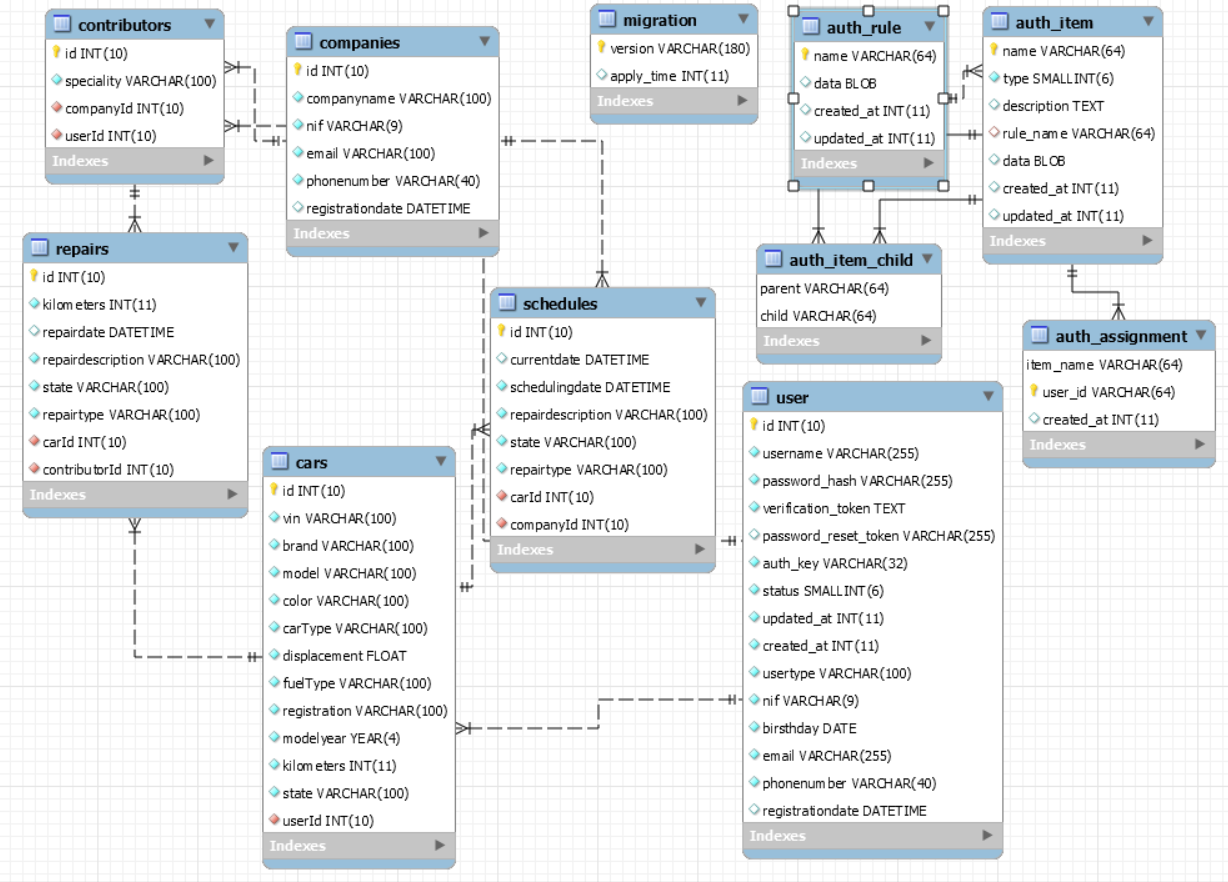 contributors
id INT(10)
speciality VARCHAR(100)
companyId INT(10)
userId INT(10)
Indexes
companies
id INT(10)
companyname VARCHAR(100)
nif VARCHAR(9)
email VARCHAR(100)
phonenumber VARCHAR(40)
registrationdate DATETIME
Indexes
migration
version VARCHAR(180)
apply_time INT(11)
Indexes
auth_rule
name VARCHAR(64)
data BLOB
created_at INT(11)
updated_at INT(11)
Indexes
auth_item
name VARCHAR(64)
type SMALLINT(6)
description TEXT
rule_name VARCHAR(64)
data BLOB
created_at INT(11)
updated_at INT(11)
Indexes
repairs
id INT(10)
kilometers INT(11)
repairdate DATETIME
repairdescription VARCHAR(100)
state VARCHAR(100)
repairtype VARCHAR(100)
carId INT(10)
contributorId INT(10)
Indexes
schedules
id INT(10)
currentdate DATETIME
schedulingdate DATETIME
repairdescription VARCHAR(100)
state VARCHAR(100)
repairtype VARCHAR(100)
carId INT(10)
companyId INT(10)
Indexes
auth_item_child
parent VARCHAR(64)
child VARCHAR(64)
Indexes
auth_assignment
item_name VARCHAR(64)
user_id VARCHAR(64)
created_at INT(11)
Indexes
cars
id INT(10)
vin VARCHAR(100)
brand VARCHAR(100)
model VARCHAR(100)
color VARCHAR(100)
carType VARCHAR(100)
displacement FLOAT
fuelType VARCHAR(100)
registration VARCHAR(100)
modelyear YEAR(4)
kilometers INT(11)
state VARCHAR(100)
userId INT(10)
Indexes
user
id INT(10)
username VARCHAR(255)
password_hash VARCHAR(255)
verification_token TEXT
password_reset_token VARCHAR(255)
auth_key VARCHAR(32)
status SMALLINT(6)
updated_at INT(11)
created_at INT(11)
usertype VARCHAR(100)
nif VARCHAR(9)
birsthday DATE
email VARCHAR(255)
phonenumber VARCHAR(40)
registrationdate DATETIME
Indexes